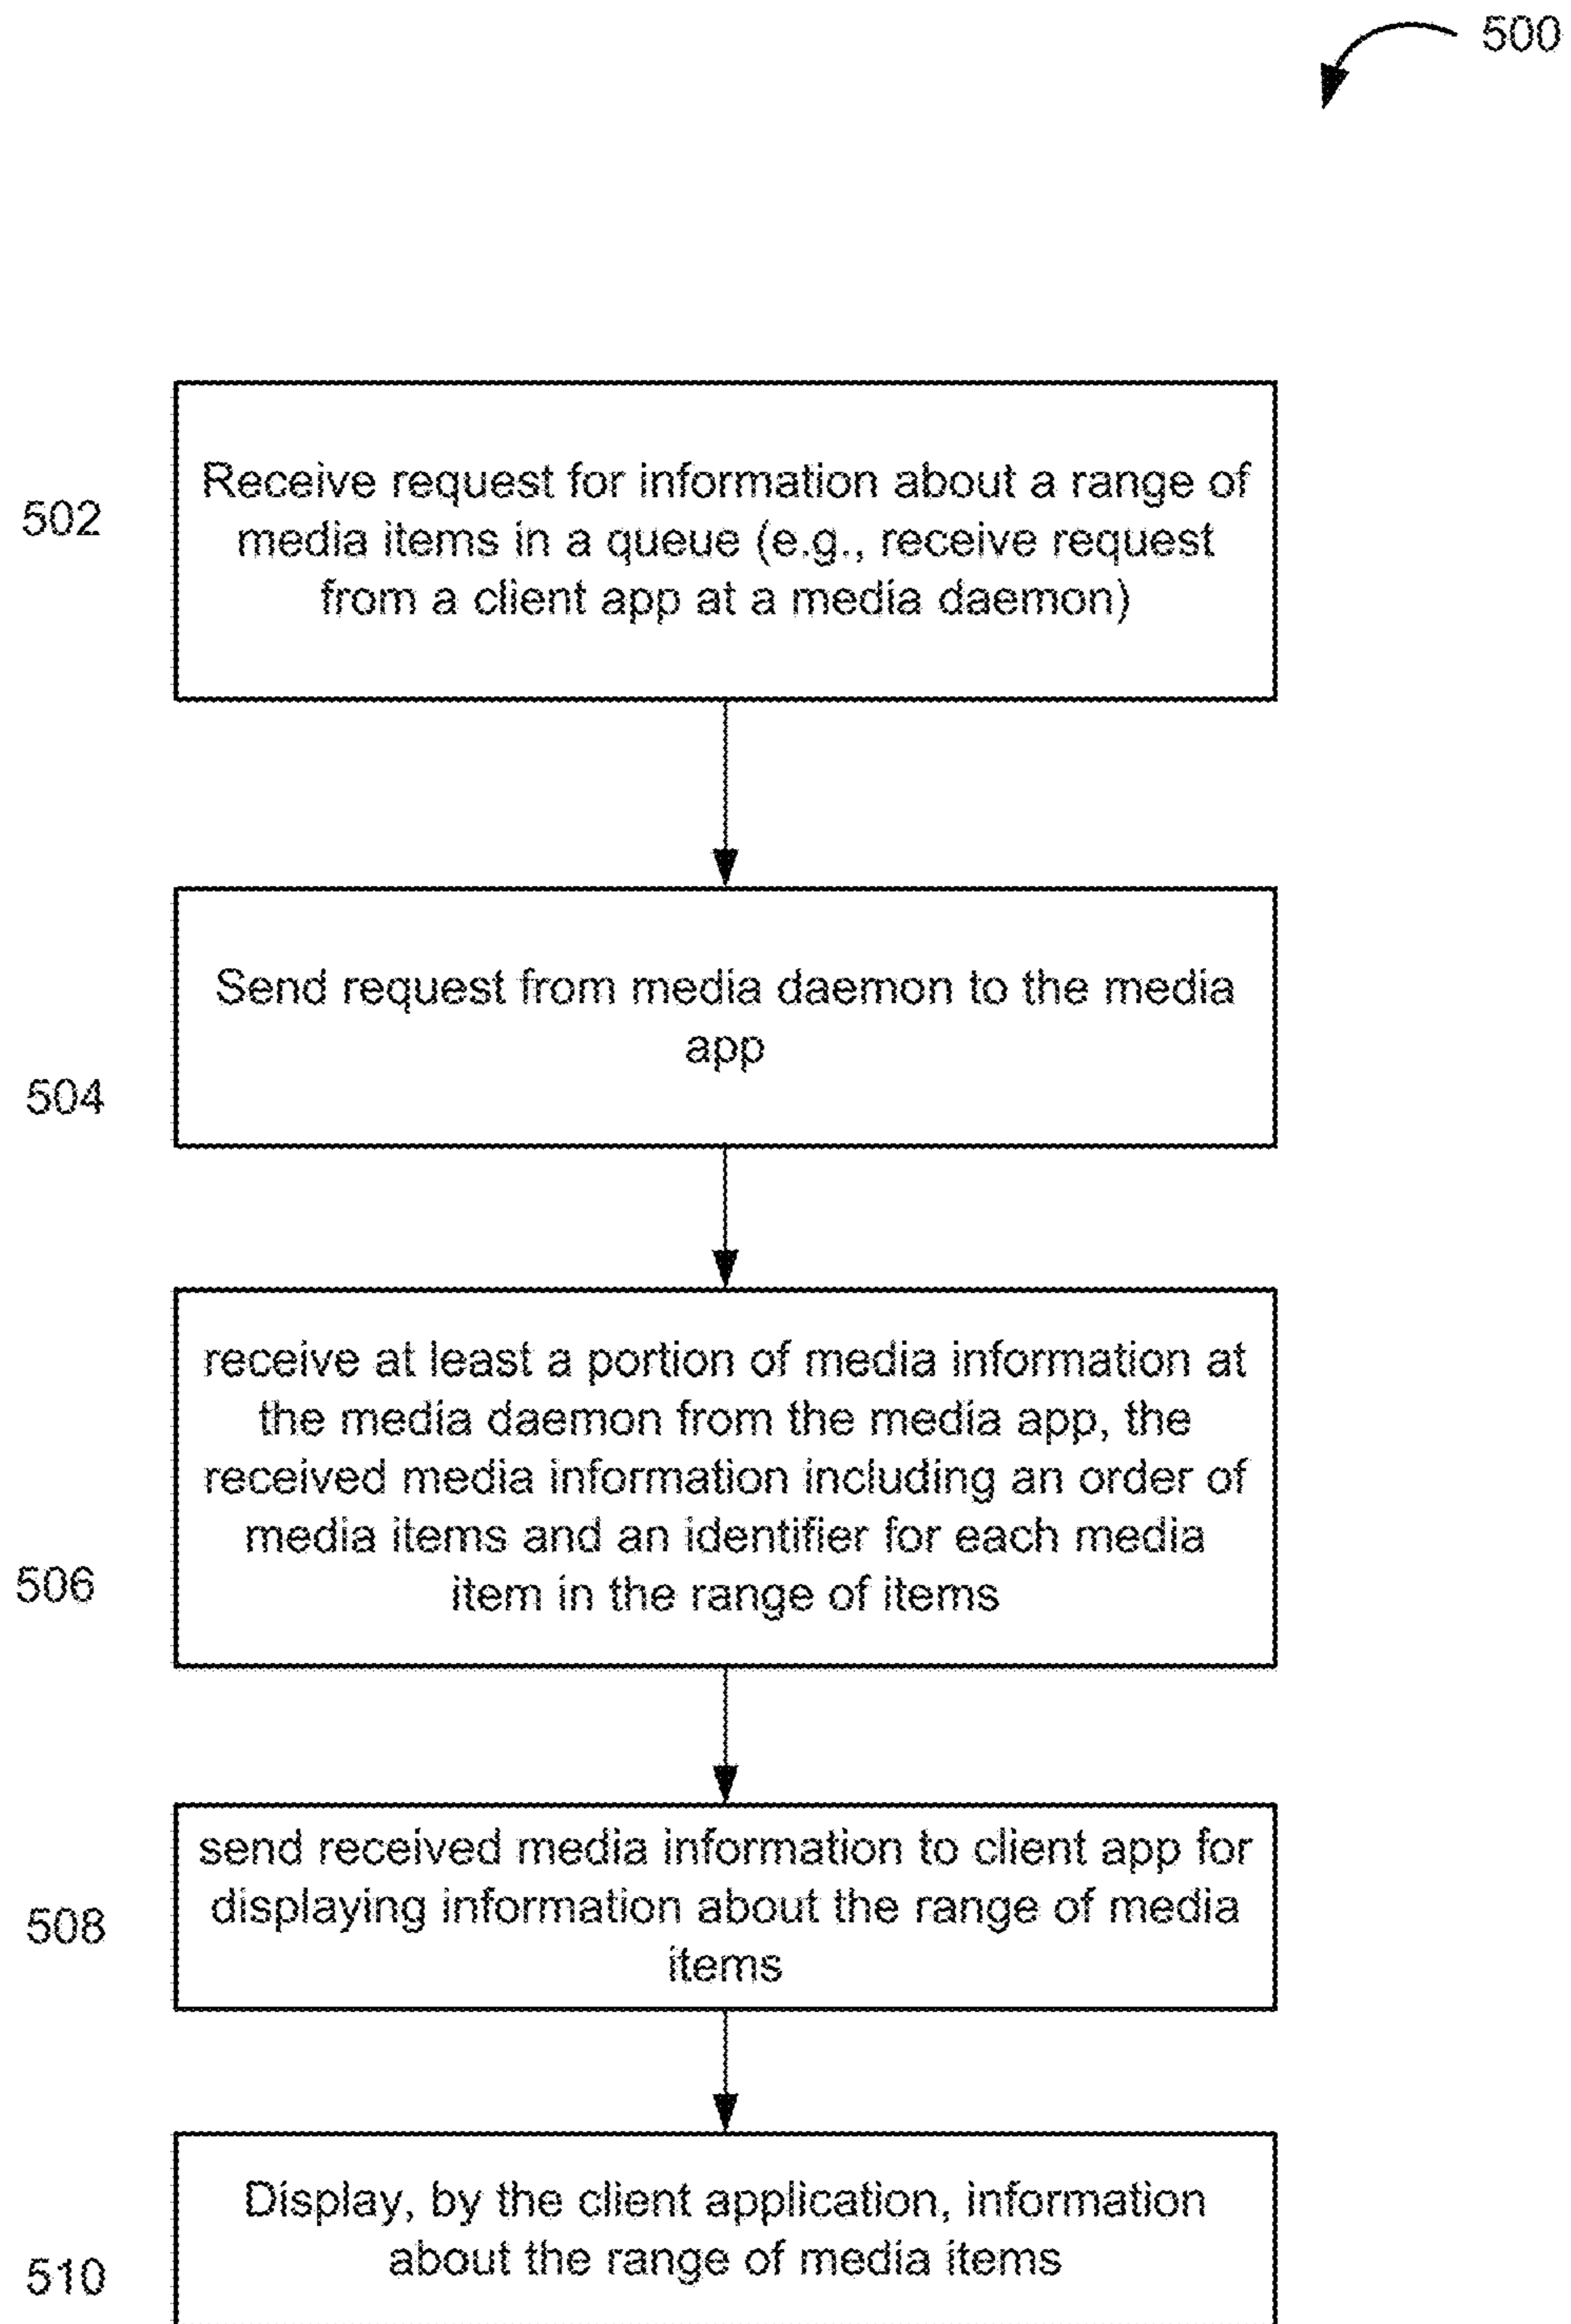 500
502
Receive request for information about a range of
media items in a queue (e.g., receive request
from a client app at a media daemon)
504
Send request from media daemon to the media
app
506
receive at least a portion of media information at
the media daemon from the media app, the
received media information including an order of
media items and an identifier for each media
item in the range of items
508
send received media information to client app for
displaying information about the range of media
items
510
Display, by the client application, information
about the range of media items